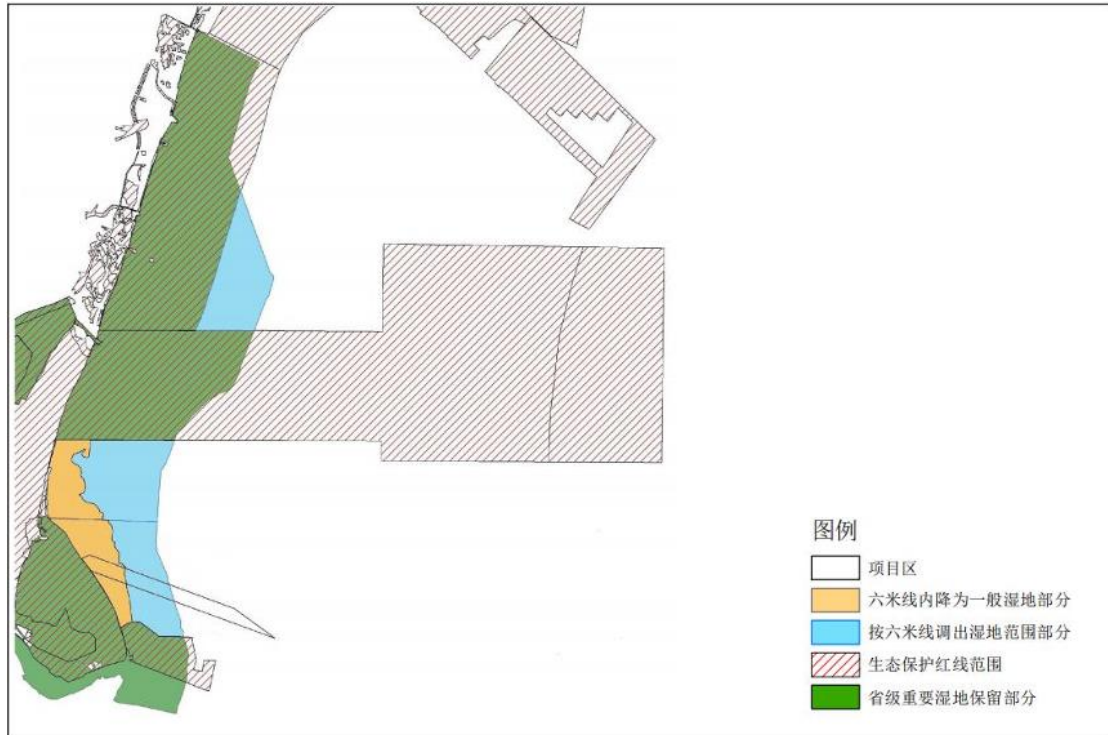 图例
项目区
六米线内降为一般湿地部分
按六米线调出湿地范围部分
生态保护红线范围
省级重要湿地保留部分